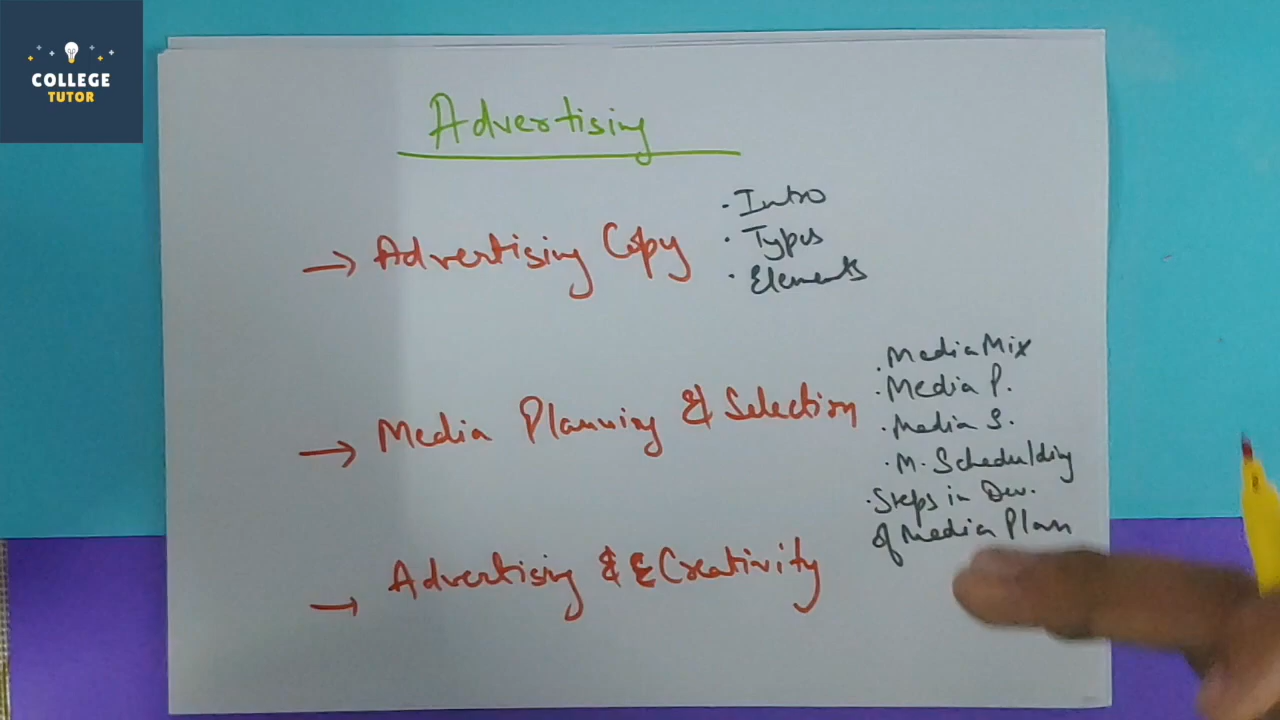 COLLEGE
TUTOR
Advertising
→ Advertising Copy
· Intro
· Types
· Elements
→ Media Planning & Selection
· Media Mix
· Media P.
· Media S.
· M. Schedulding
· Steps in Dev.
of Media Plan
→ Advertising & & Creativity